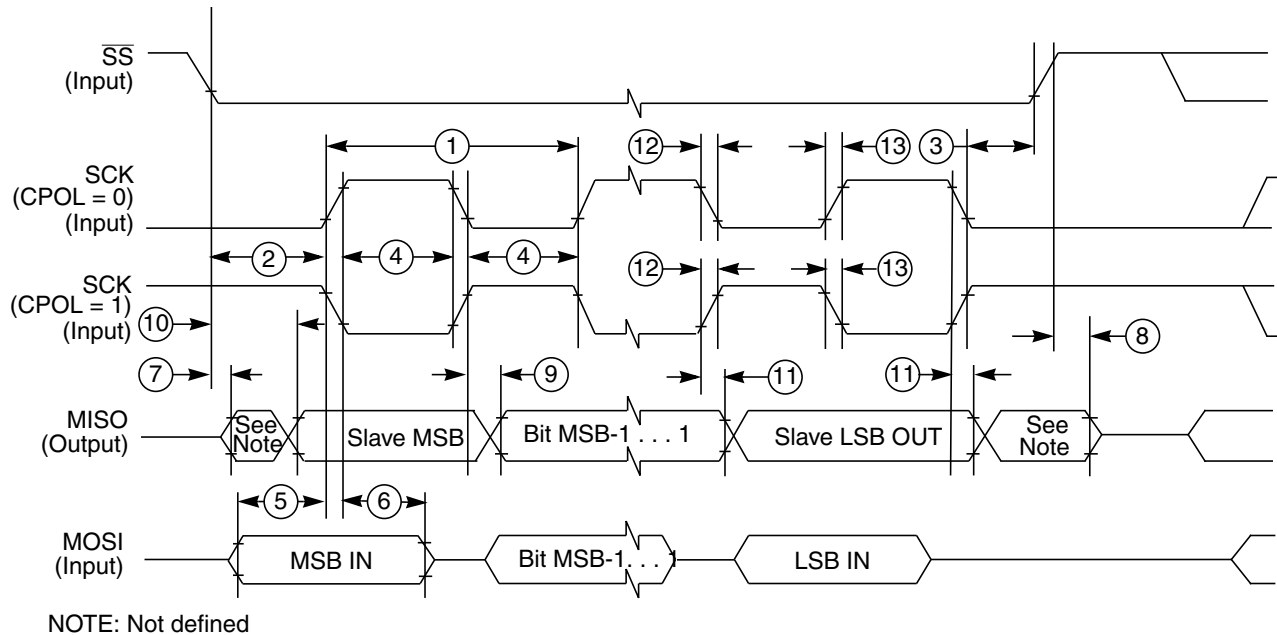 SS
(Input)
1
12
13
3
SCK
(CPOL = 0)
(Input)
2
4
4
12
13
SCK
(CPOL = 1)
(Input)
10
8
7
9
11
11
MISO
(Output)
See
Note
Slave MSB
Bit MSB-1 . . . 1
Slave LSB OUT
See
Note
5
6
MOSI
(Input)
MSB IN
Bit MSB-1. . . 1
LSB IN
NOTE: Not defined